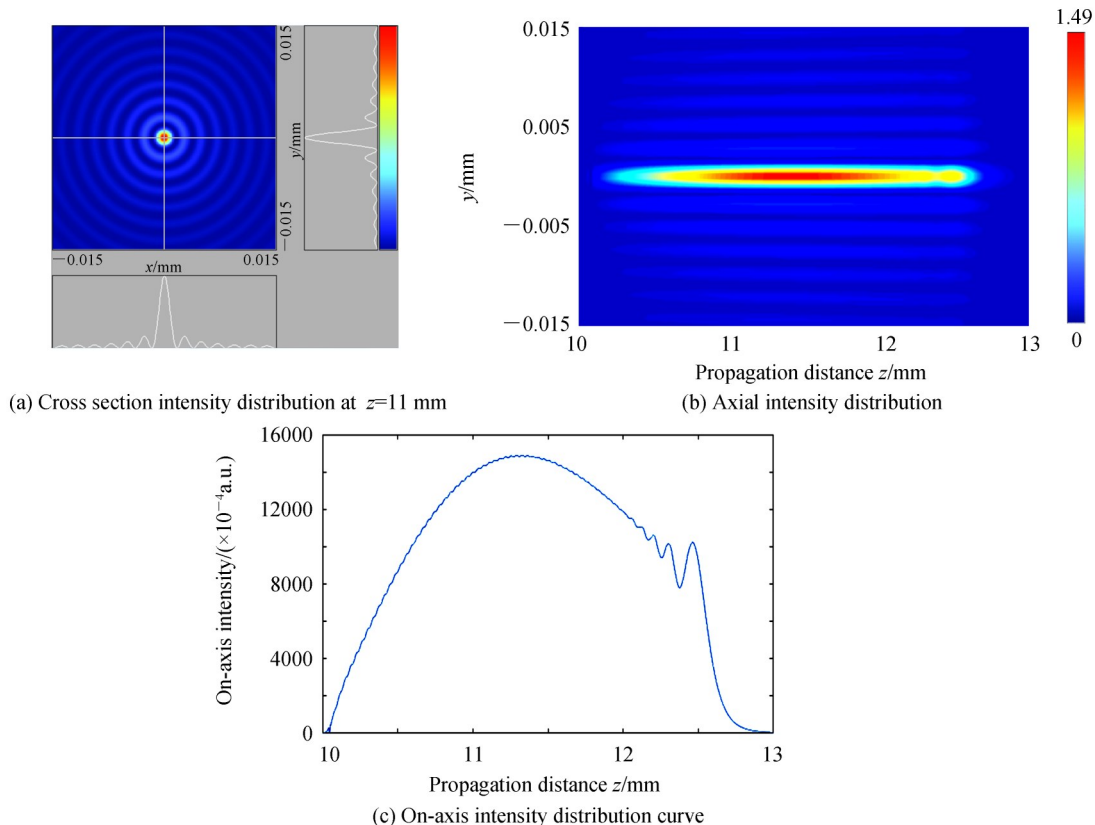 0.015
y/mm
−0.015
−0.015
0.015
x/mm
(a) Cross section intensity distribution at z=11 mm
1.49
0.015
0.005
y/mm
−0.005
−0.015
0
10
11
12
13
Propagation distance z/mm
(b) Axial intensity distribution
16000
12000
8000
4000
0
On-axis intensity/(×10⁻⁴a.u.)
10
11
12
13
Propagation distance z/mm
(c) On-axis intensity distribution curve